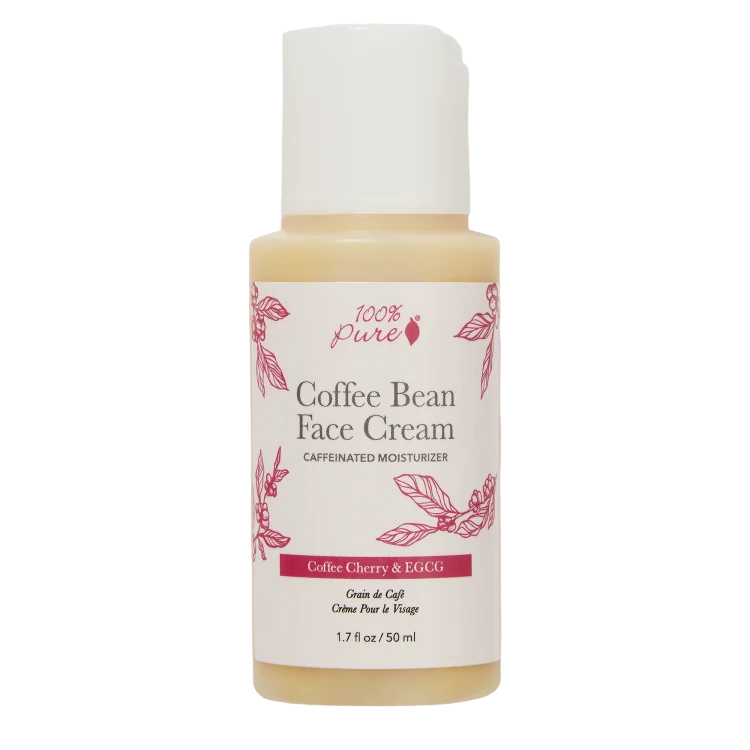 100%
Pure®
Coffee Bean
Face Cream
CAFFEINATED MOISTURIZER
Coffee Cherry & EGCG
Grain de Café
Crème Pour le Visage
1.7 fl oz / 50 ml